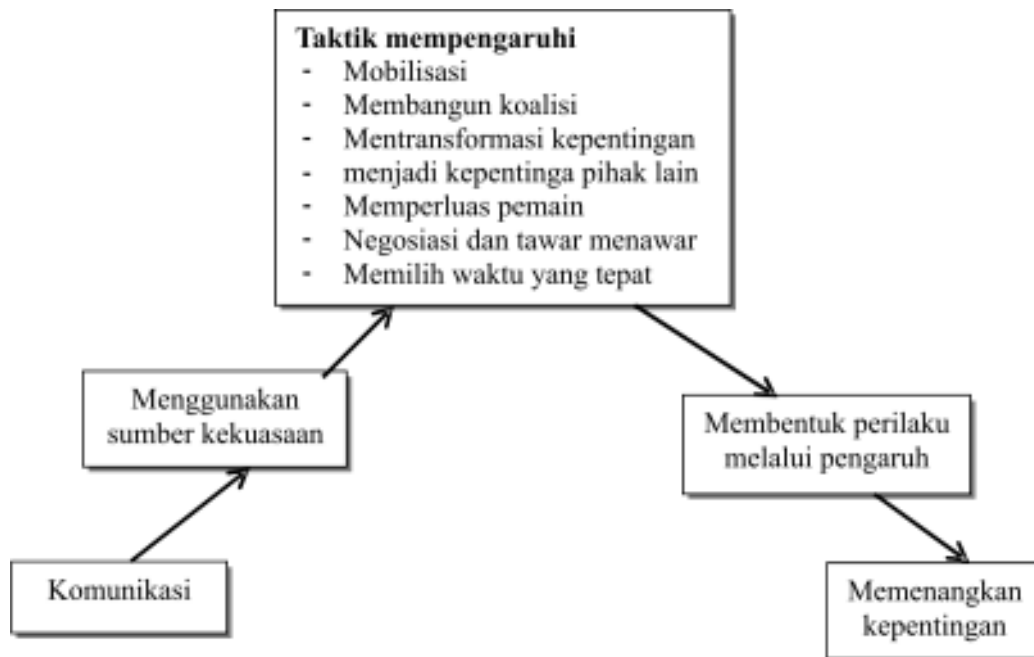 Taktik mempengaruhi
- Mobilisasi
- Membangun koalisi
- Mentransformasi kepentingan
- menjadi kepentinga pihak lain
- Memperluas pemain
- Negosiasi dan tawar menawar
- Memilih waktu yang tepat
Menggunakan
sumber kekuasaan
Membentuk perilaku
melalui pengaruh
Komunikasi
Memenangkan
kepentingan